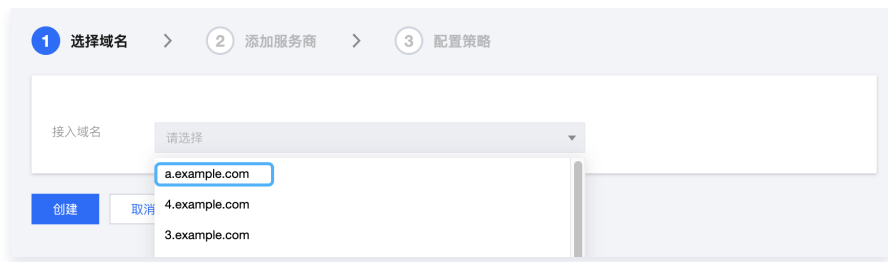 1 选择域名 > 2 添加服务商 > 3 配置策略
接入域名 请选择
a.example.com
创建 取消 4.example.com
3.example.com